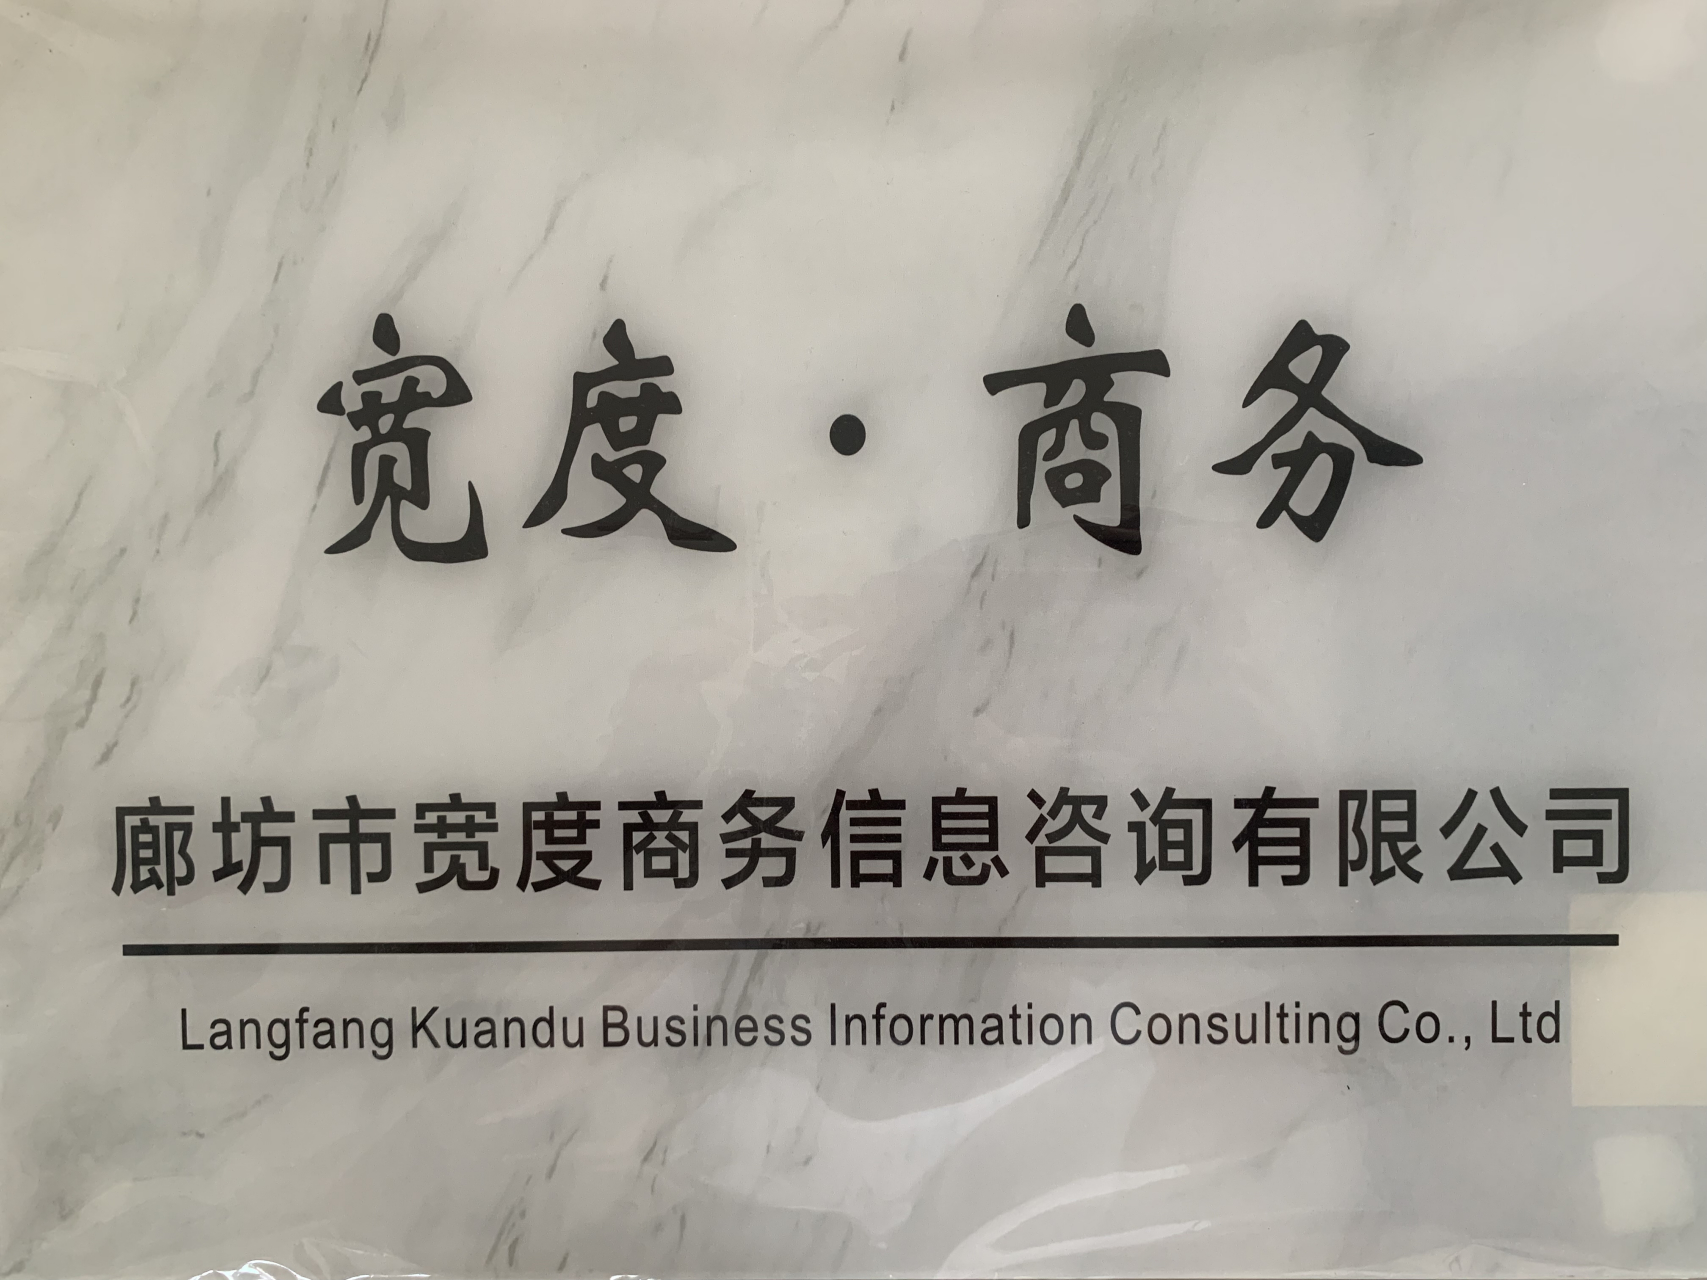 宽度·商务
廊坊市宽度商务信息咨询有限公司
Langfang Kuandu Business Information Consulting Co., Ltd